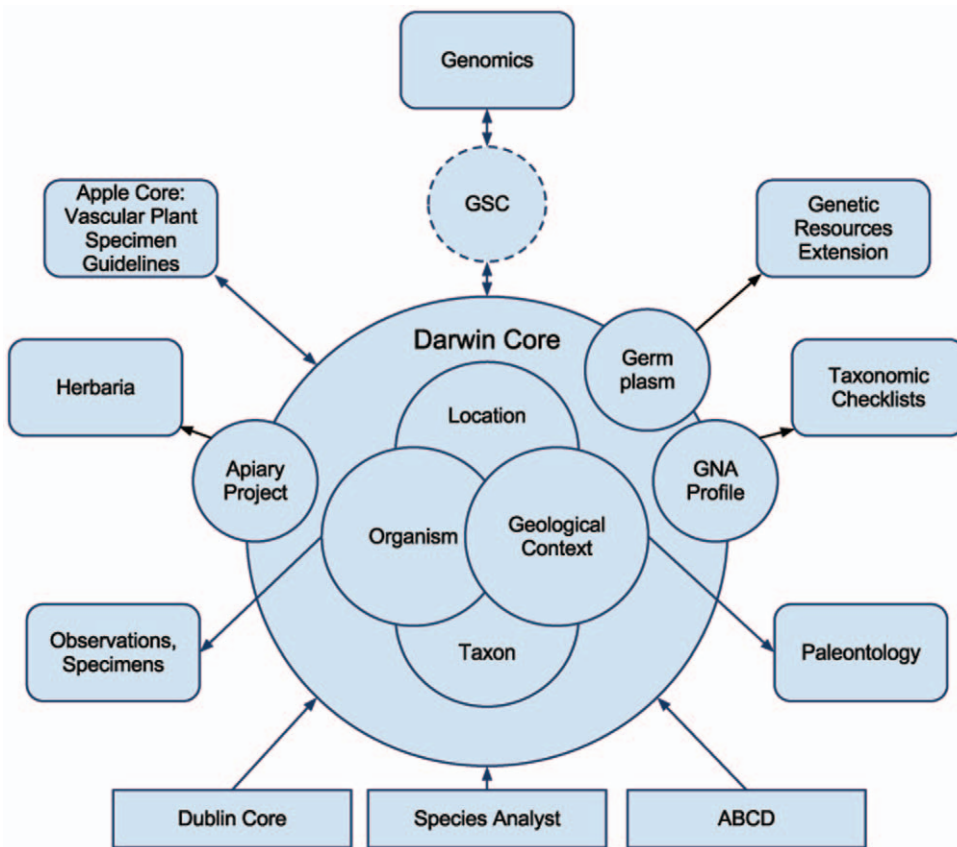 Genomics
GSC
Apple Core:
Vascular Plant
Specimen
Guidelines
Genetic
Resources
Extension
Darwin Core
Germ
plasm
Herbaria
Location
Taxonomic
Checklists
Apiary
Project
GNA
Profile
Organism
Geological
Context
Observations,
Specimens
Taxon
Paleontology
Dublin Core
Species Analyst
ABCD